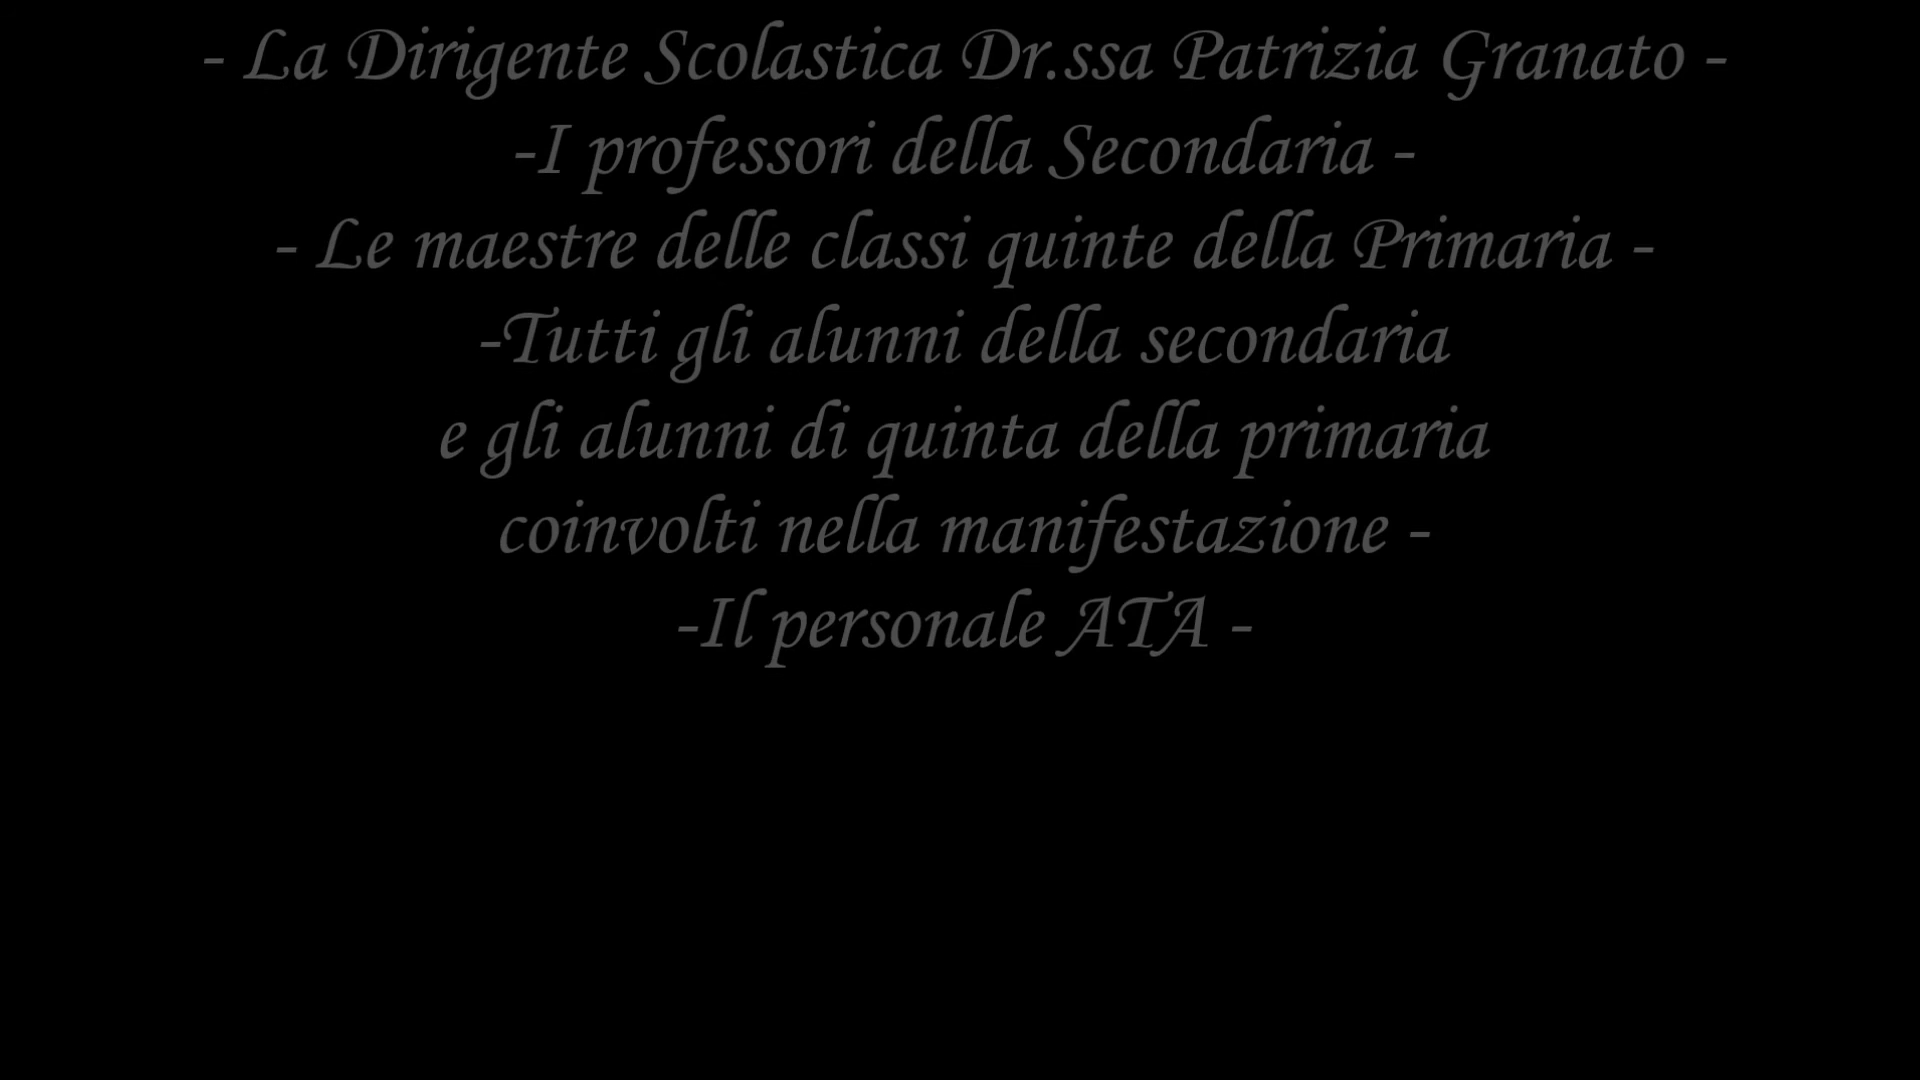 - La Dirigente Scolastica Dr.ssa Patrizia Granato -
-I professori della Secondaria -
- Le maestre delle classi quinte della Primaria -
-Tutti gli alunni della secondaria
e gli alunni di quinta della primaria
coinvolti nella manifestazione -
-Il personale ATA -